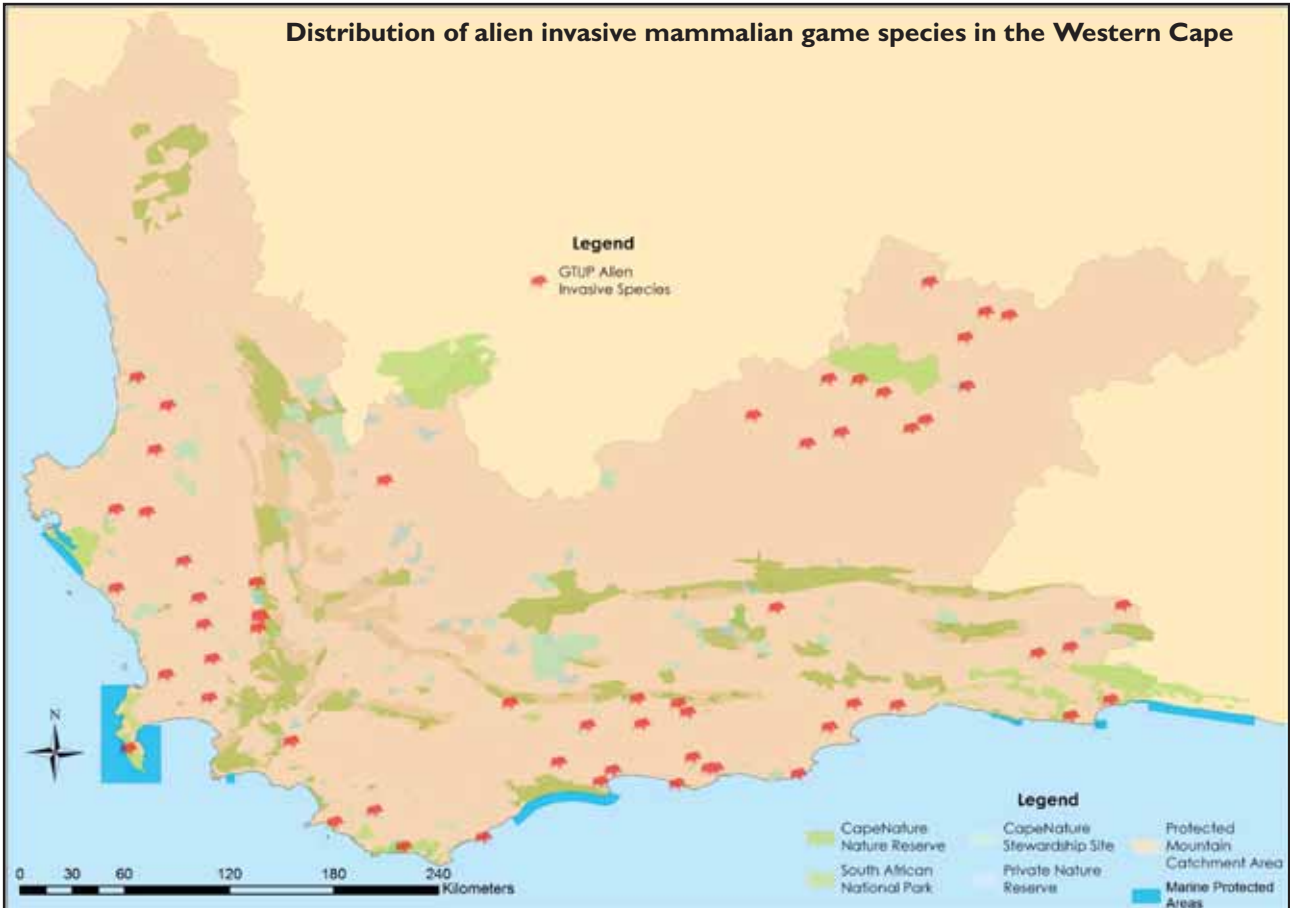 Distribution of alien invasive mammalian game species in the Western Cape
Legend
GTUP Alien
Invasive Species
N
0 30 60 120 180 240
Kilometers
Legend
CapeNature
Nature Reserve
South African
National Park
CapeNature
Stewardship Site
Private Nature
Reserve
Protected
Mountain
Catchment Area
Marine Protected
Areas